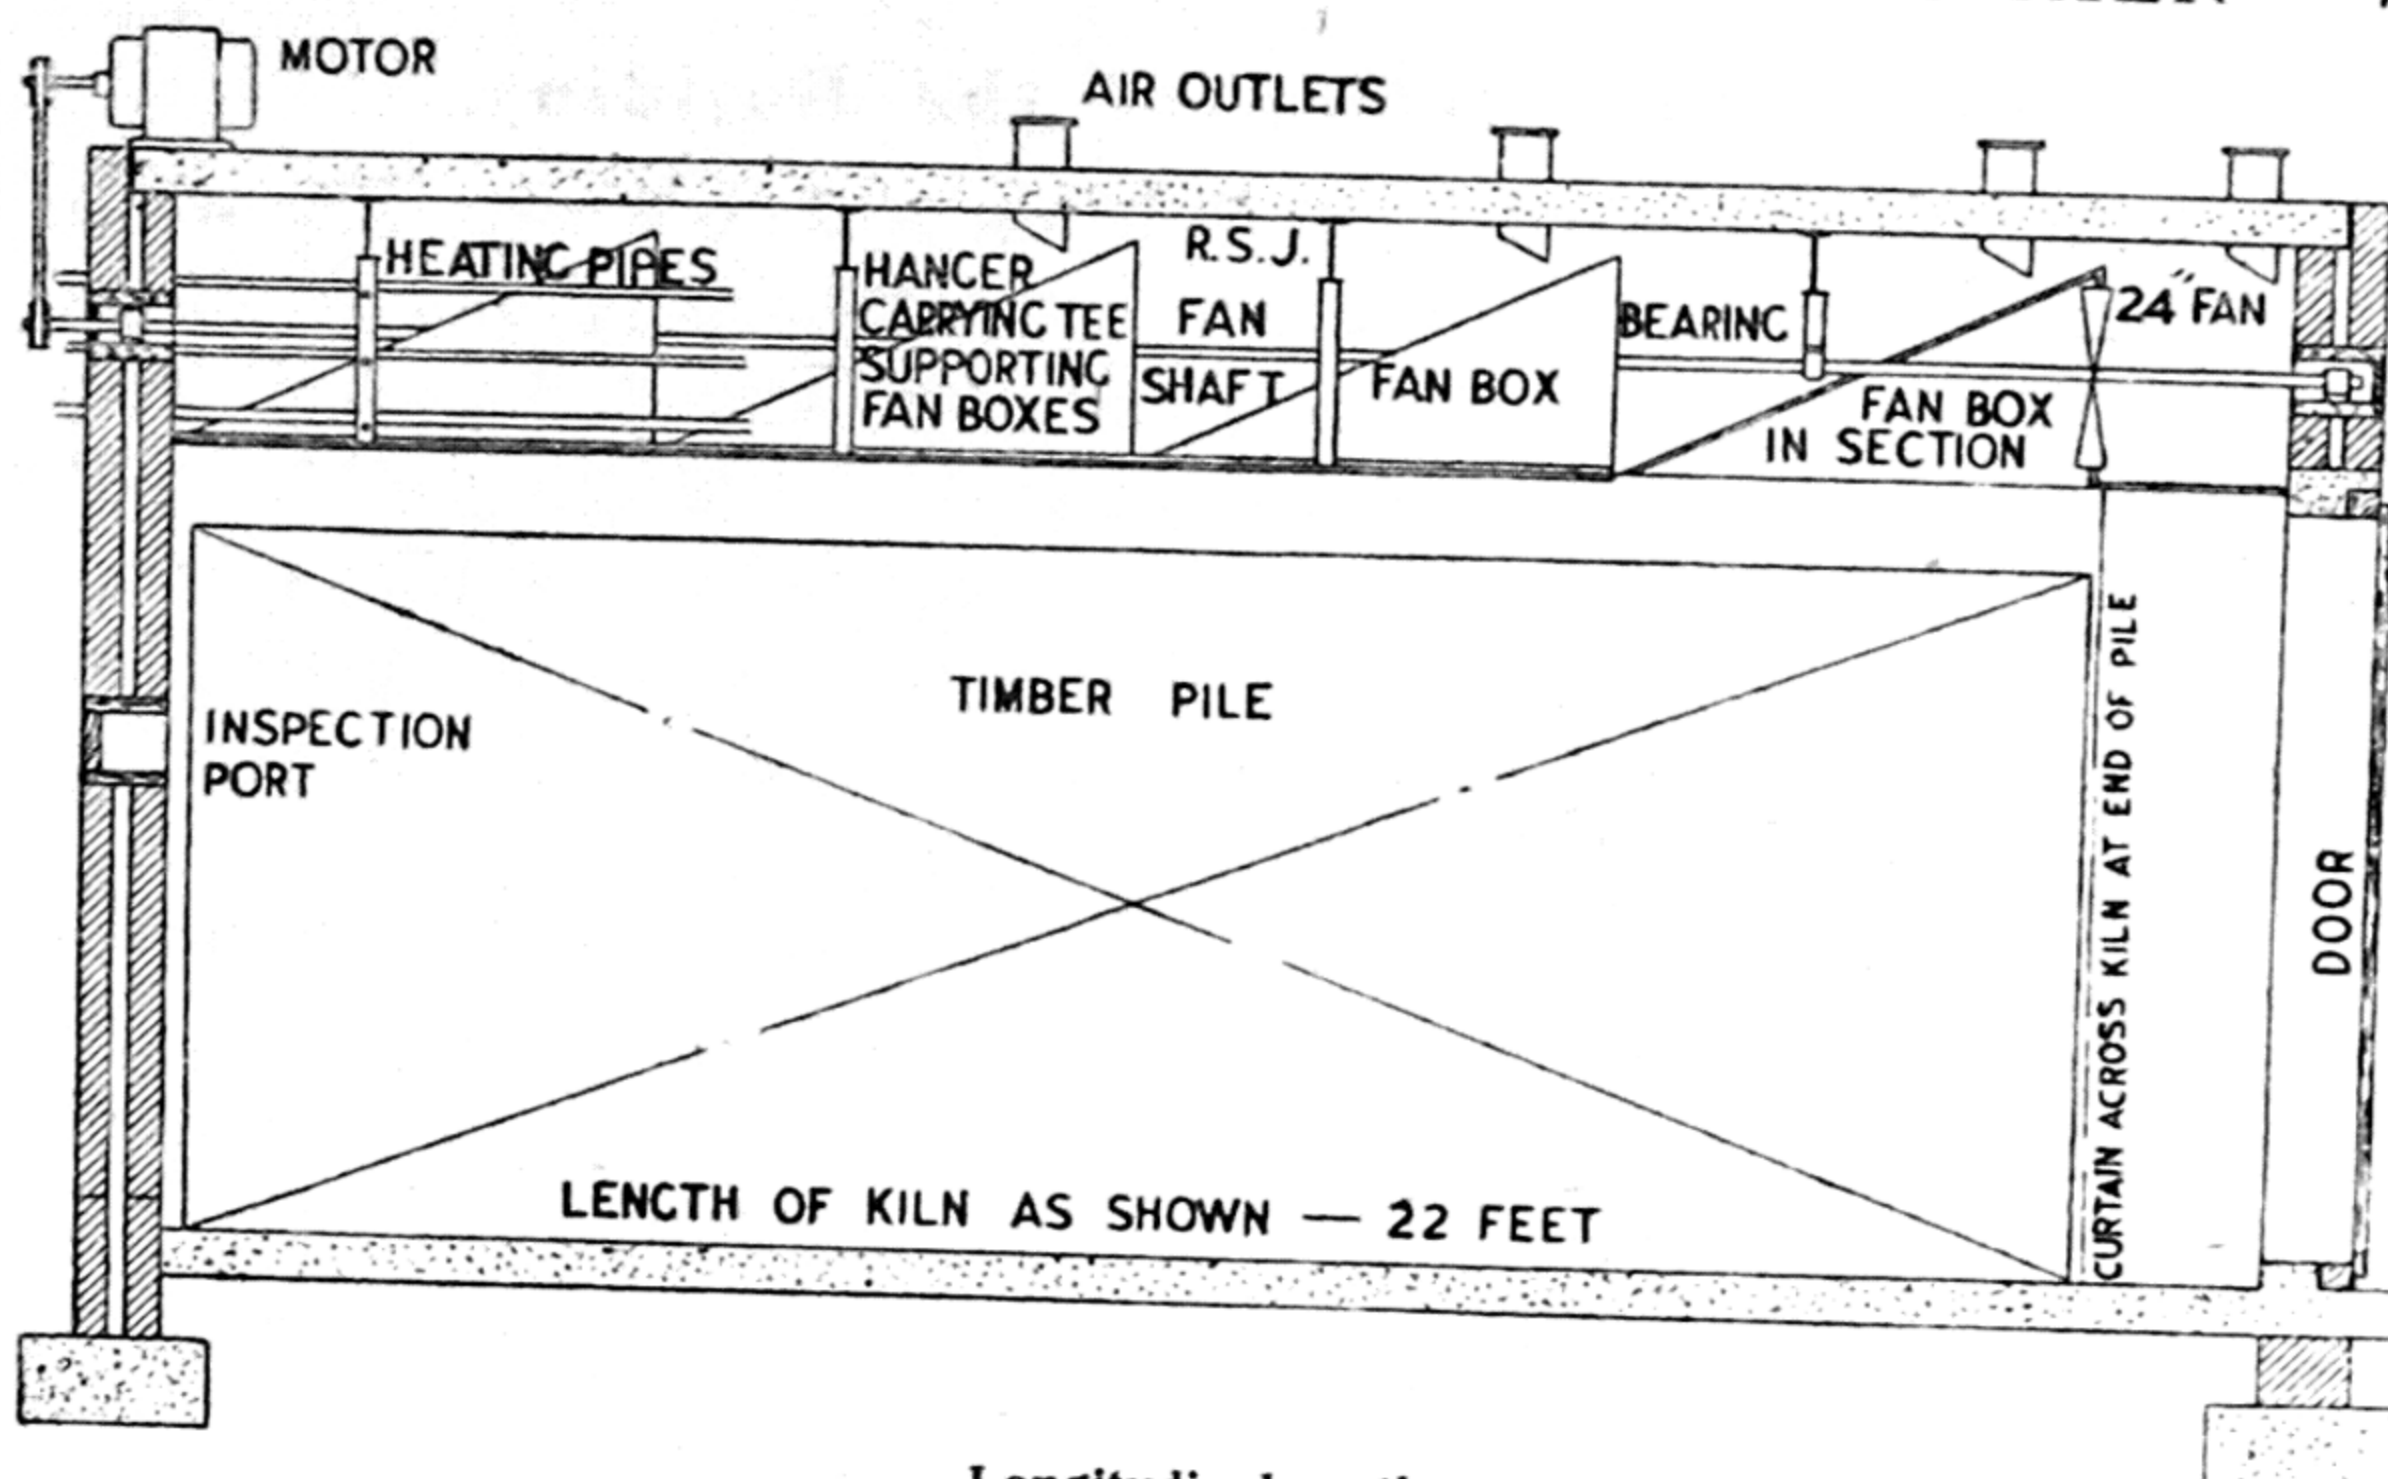 MOTOR
AIR OUTLETS
HEATING PIPES
HANGER
CARRYING TEE
SUPPORTING
FAN BOXES
R.S.J.
FAN
SHAFT
FAN BOX
BEARING
24" FAN
FAN BOX
IN SECTION
TIMBER PILE
INSPECTION
PORT
CURTAIN ACROSS KILN AT END OF PILE
DOOR
LENGTH OF KILN AS SHOWN — 22 FEET